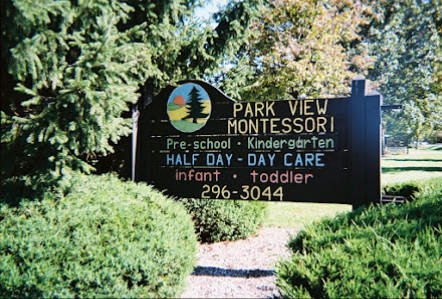 PARK VIEW
MONTESSORI
Pre-school · Kindergarten
HALF DAY - DAY CARE
infant · toddler
296-3044